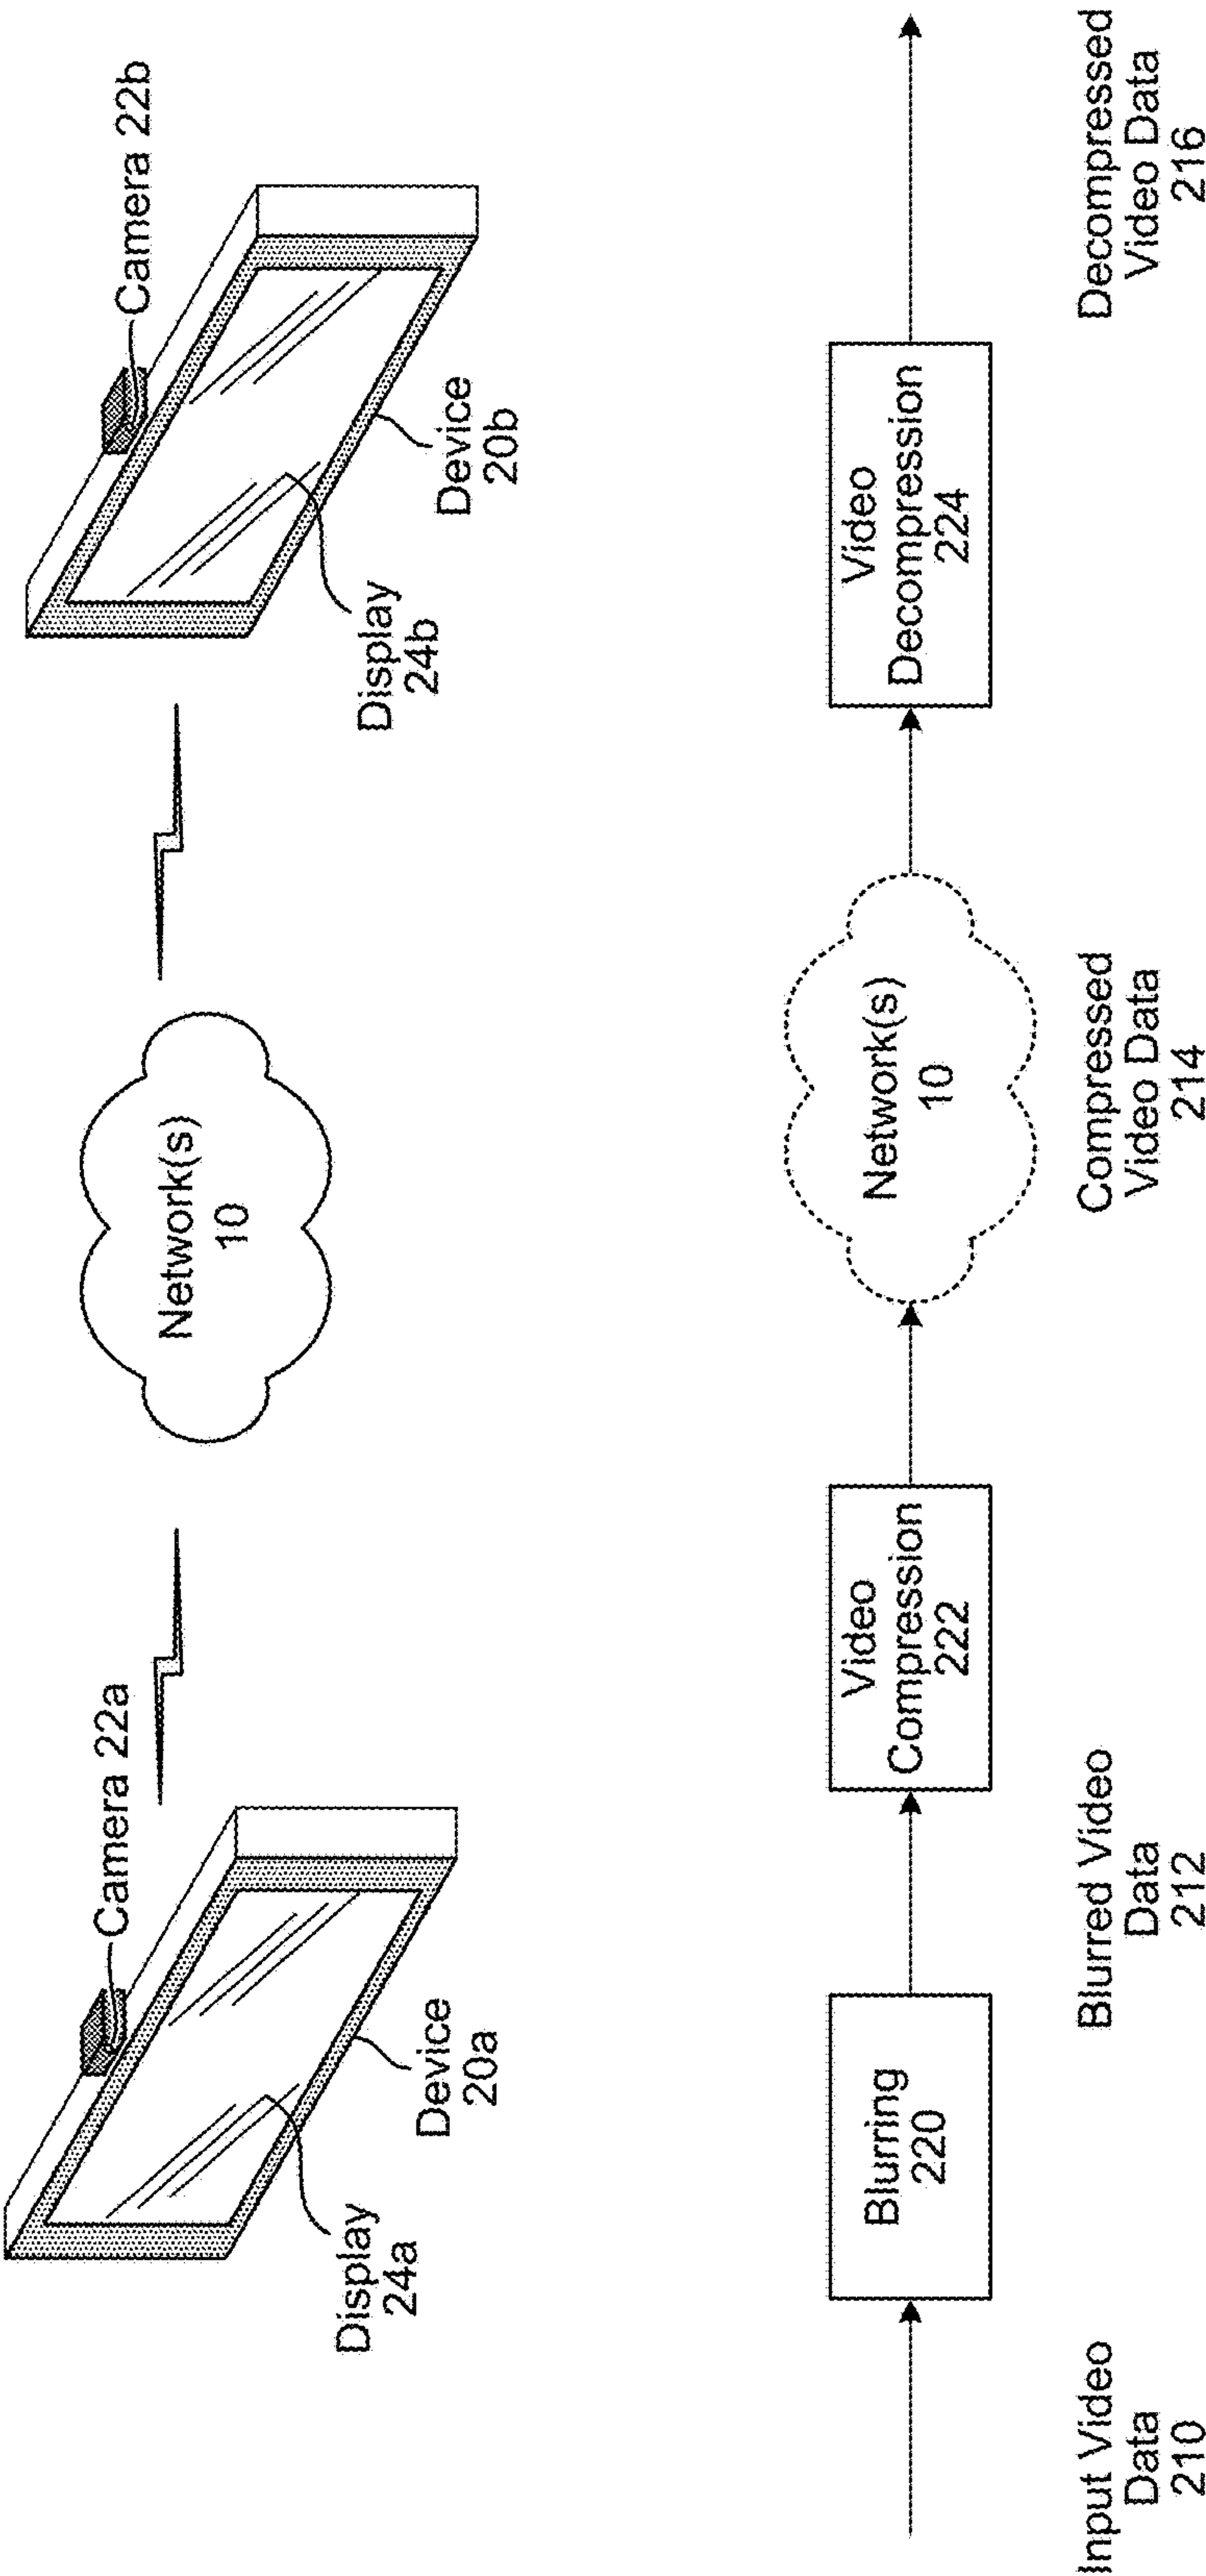 Camera 22a
Display
24a
Device
20a
Network(s)
10
Camera 22b
Display
24b
Device
20b
Blurring
220
Video
Compression
222
Network(s)
10
Video
Decompression
224
Input Video
Data
210
Blurred Video
Data
212
Compressed
Video Data
214
Decompressed
Video Data
216